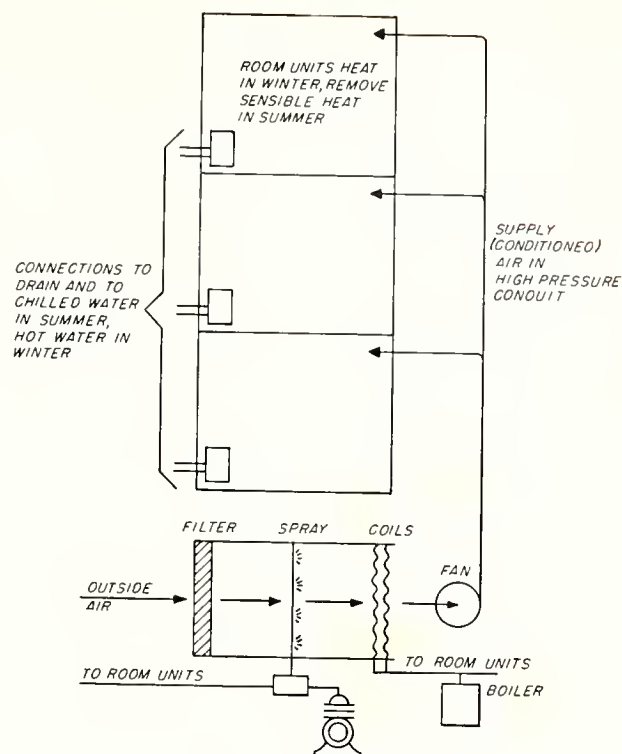 ROOM UNITS HEAT
IN WINTER, REMOVE
SENSIBLE HEAT
IN SUMMER
SUPPLY
(CONDITIONED)
AIR IN
HIGH PRESSURE
CONDUIT
CONNECTIONS TO
DRAIN AND TO
CHILLED WATER
IN SUMMER,
HOT WATER IN
WINTER
FILTER SPRAY COILS
FAN
OUTSIDE
AIR
TO ROOM UNITS
TO ROOM UNITS
BOILER